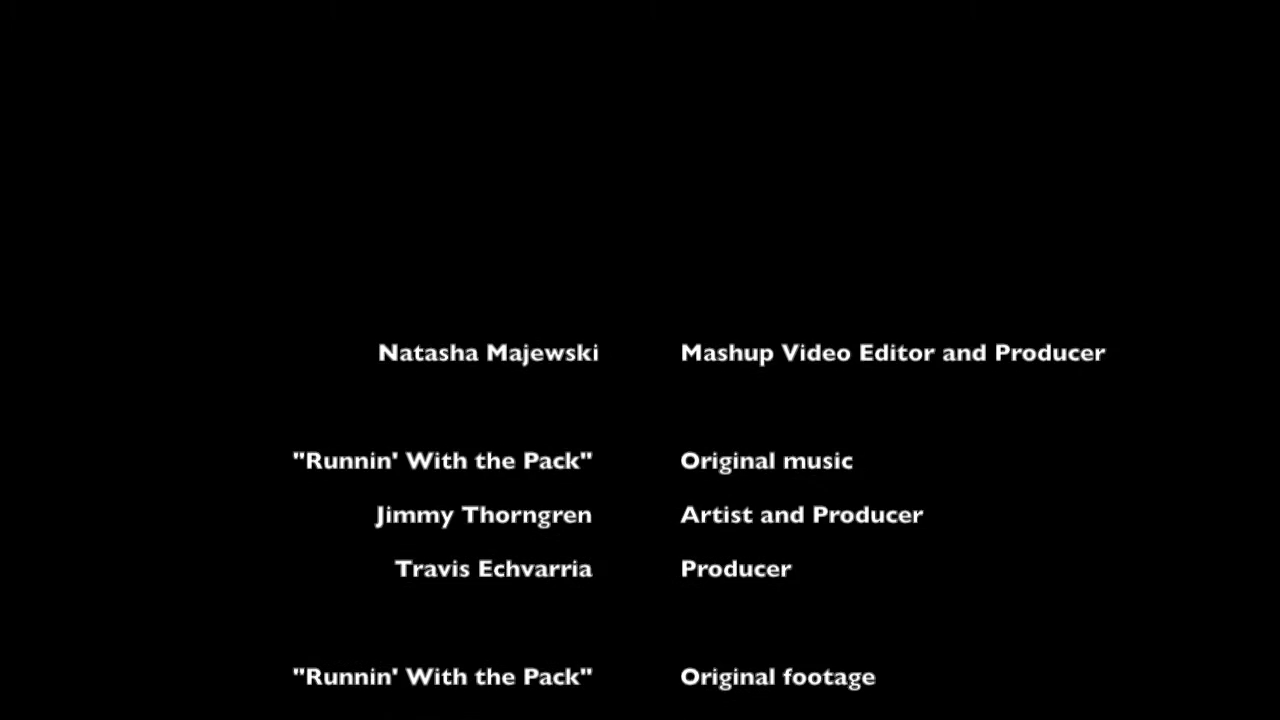 Natasha Majewski Mashup Video Editor and Producer
"Runnin' With the Pack" Original music
Jimmy Thorngren Artist and Producer
Travis Echvarria Producer
"Runnin' With the Pack" Original footage